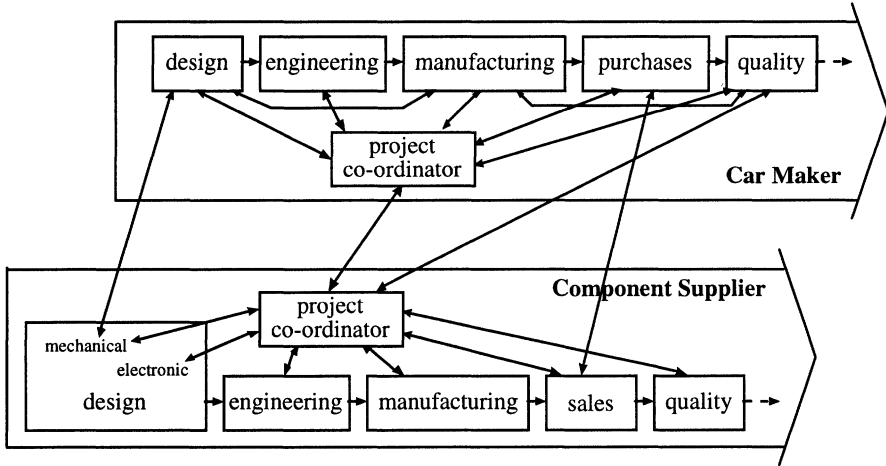 design
engineering
manufacturing
purchases
quality
project
co-ordinator
Car Maker
Component Supplier
project
co-ordinator
mechanical
electronic
design
engineering
manufacturing
sales
quality